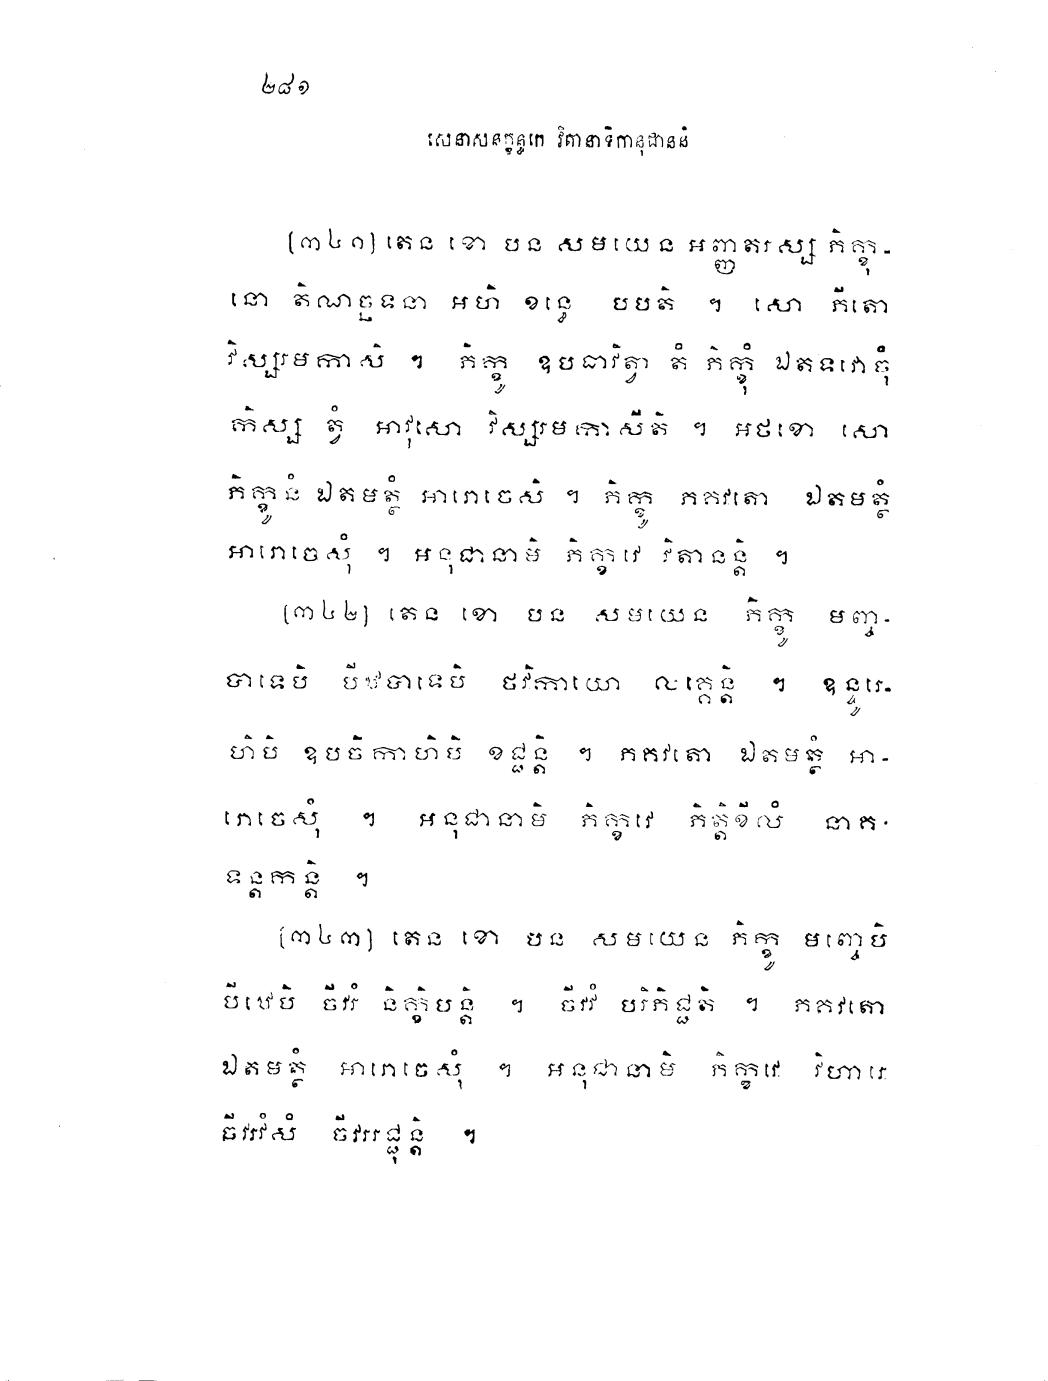 ២៨១
សេនាសនក្ខន្ធកេ វិតានាទិកានុជាននំ
(៣៤១) តេន ខោ បន សមយេន អញ្ញតរស្ស ភិក្ខុ-
នោ តិណច្ឆទនា អហិ ខន្ធេ បបតិ ។ សោ ភីតោ
វិស្សរមកាសិ ។ ភិក្ខូ ឧបធាវិត្វា តំ ភិក្ខុំ ឯតទវោចុំ
កិស្ស ត្វំ អាវុសោ វិស្សរមកាសីតិ ។ អថខោ សោ
ភិក្ខូនំ ឯតមត្ថំ អារោចេសិ ។ ភិក្ខូ ភគវតោ ឯតមត្ថំ
អារោចេសុំ ។ អនុជានាមិ ភិក្ខវេ វិតានន្តិ ។
(៣៤២) តេន ខោ បន សមយេន ភិក្ខូ មញ្ច-
បាទេបិ បីឋបាទេបិ ថវិកាយោ លគ្គេន្តិ ។ ឧន្ទូរេ-
ហិបិ ឧបចិកាហិបិ ខជ្ជន្តិ ។ ភគវតោ ឯតមត្ថំ អា-
រោចេសុំ ។ អនុជានាមិ ភិក្ខវេ ភិត្តិខីលំ នាគ-
ទន្តកន្តិ ។
(៣៤៣) តេន ខោ បន សមយេន ភិក្ខូ មញ្ចេបិ
បីឋេបិ ចីវរំ និក្ខិបន្តិ ។ ចីវរំ បរិភិជ្ជតិ ។ ភគវតោ
ឯតមត្ថំ អារោចេសុំ ។ អនុជានាមិ ភិក្ខវេ វិហារេ
ចីវរវំសំ ចីវររជ្ជុន្តិ ។